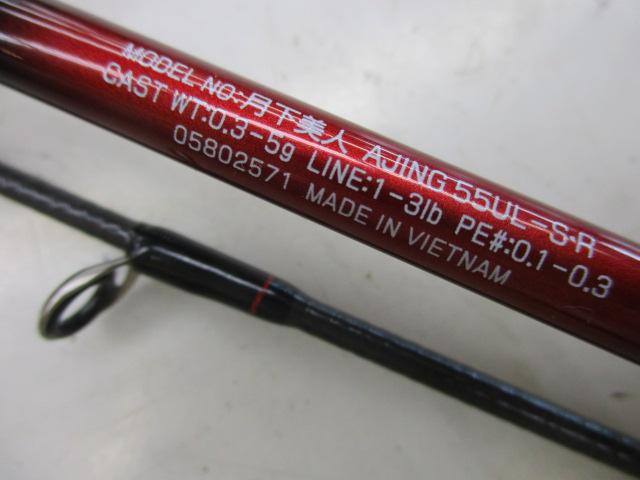 MODEL NO:月下美人 AJING 55UL-S・R
CAST WT:0.3-5g LINE:1-3lb PE#:0.1-0.3
05802571 MADE IN VIETNAM